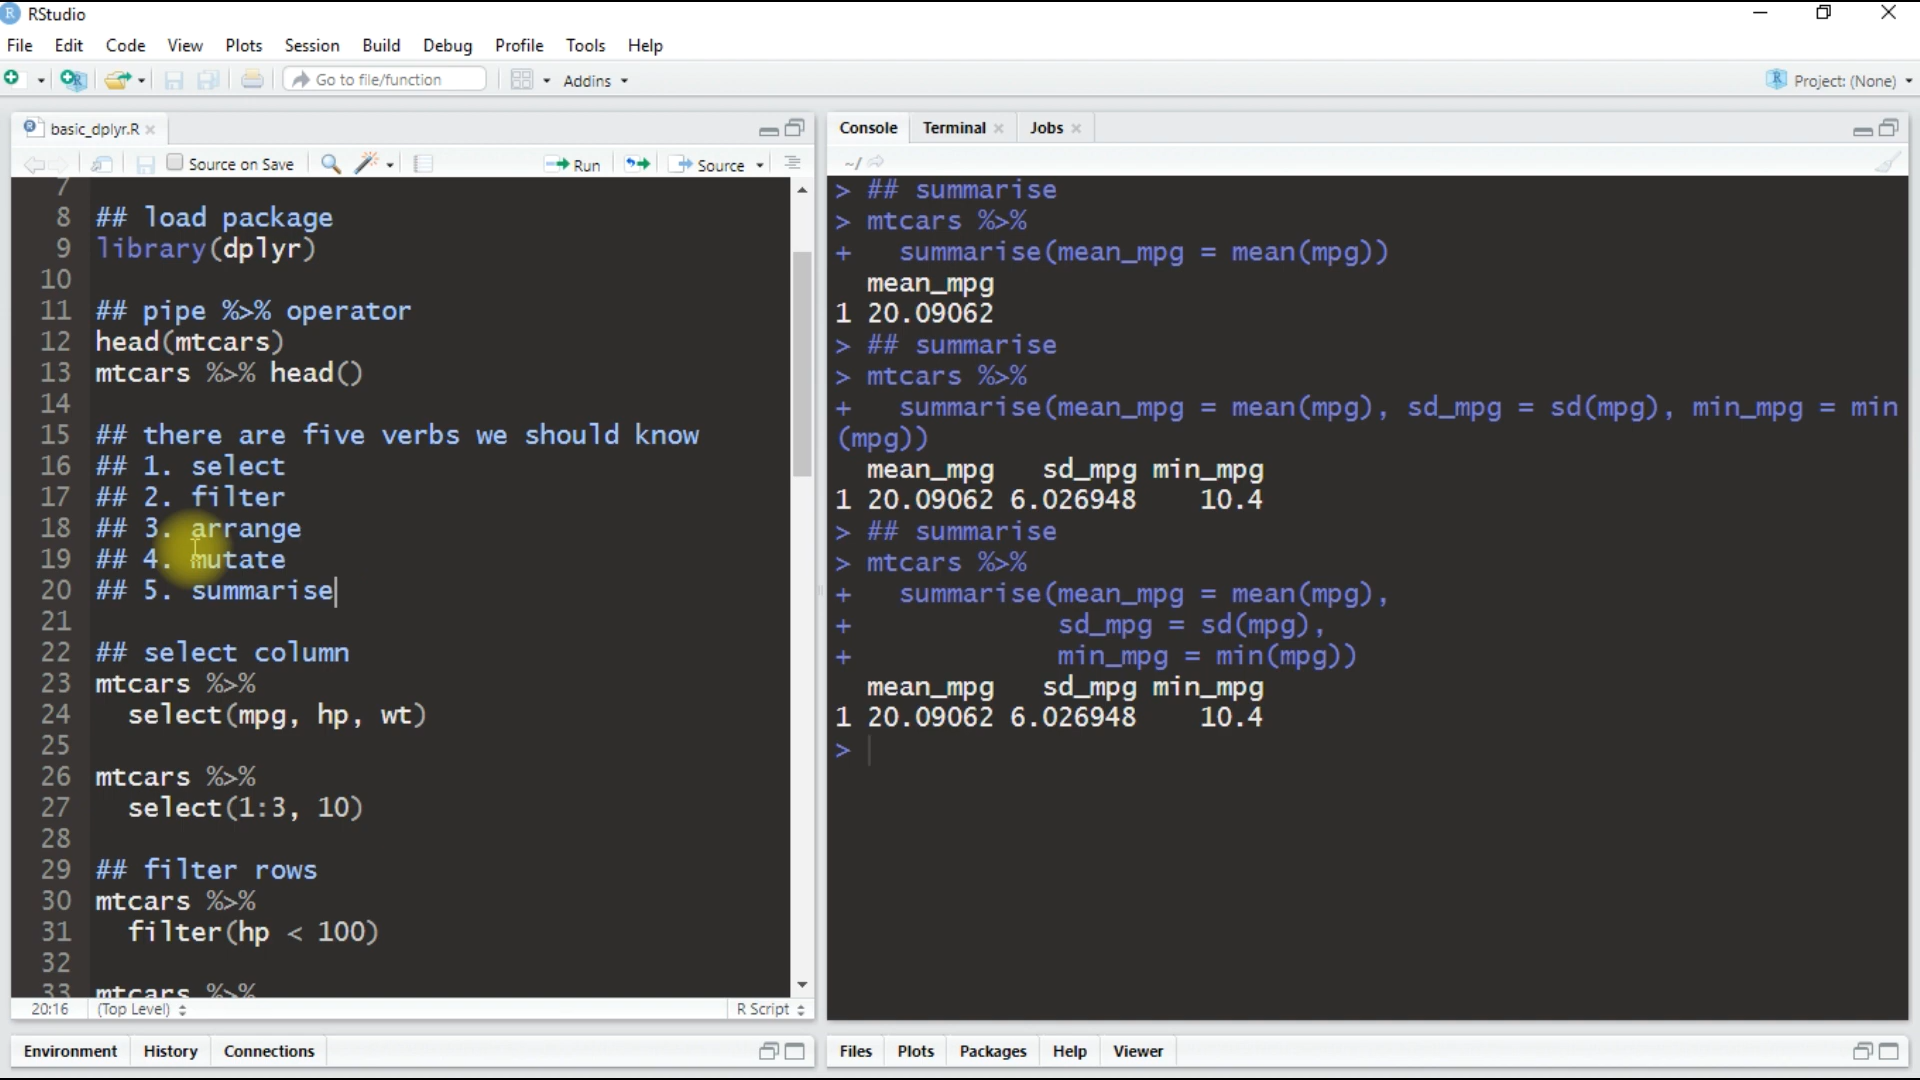 RStudio
File Edit Code View Plots Session Build Debug Profile Tools Help
Go to file/function Addins Project: (None)
basic_dplyr.R
Source on Save Run Source
7
8 ## load package
9 library(dplyr)
10
11 ## pipe %>% operator
12 head(mtcars)
13 mtcars %>% head()
14
15 ## there are five verbs we should know
16 ## 1. select
17 ## 2. filter
18 ## 3. arrange
19 ## 4. mutate
20 ## 5. summarise
21
22 ## select column
23 mtcars %>%
24 select(mpg, hp, wt)
25
26 mtcars %>%
27 select(1:3, 10)
28
29 ## filter rows
30 mtcars %>%
31 filter(hp < 100)
32
33 mtcars %>%
20:16 (Top Level) R Script
Environment History Connections
Console Terminal Jobs
~/
> ## summarise
> mtcars %>%
+ summarise(mean_mpg = mean(mpg))
mean_mpg
1 20.09062
> ## summarise
> mtcars %>%
+ summarise(mean_mpg = mean(mpg), sd_mpg = sd(mpg), min_mpg = min
(mpg))
mean_mpg sd_mpg min_mpg
1 20.09062 6.026948 10.4
> ## summarise
> mtcars %>%
+ summarise(mean_mpg = mean(mpg),
+ sd_mpg = sd(mpg),
+ min_mpg = min(mpg))
mean_mpg sd_mpg min_mpg
1 20.09062 6.026948 10.4
>
Files Plots Packages Help Viewer